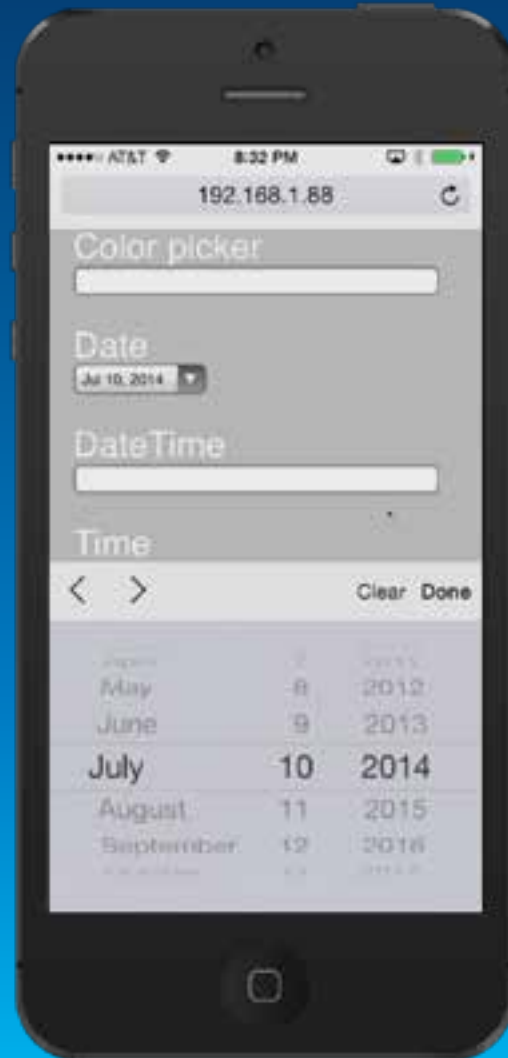 AT&T 8:32 PM
192.168.1.88
Color picker
Date
Jul 10, 2014
DateTime
Time
Clear Done
May 8 2012
June 9 2013
July 10 2014
August 11 2015
September 12 2016